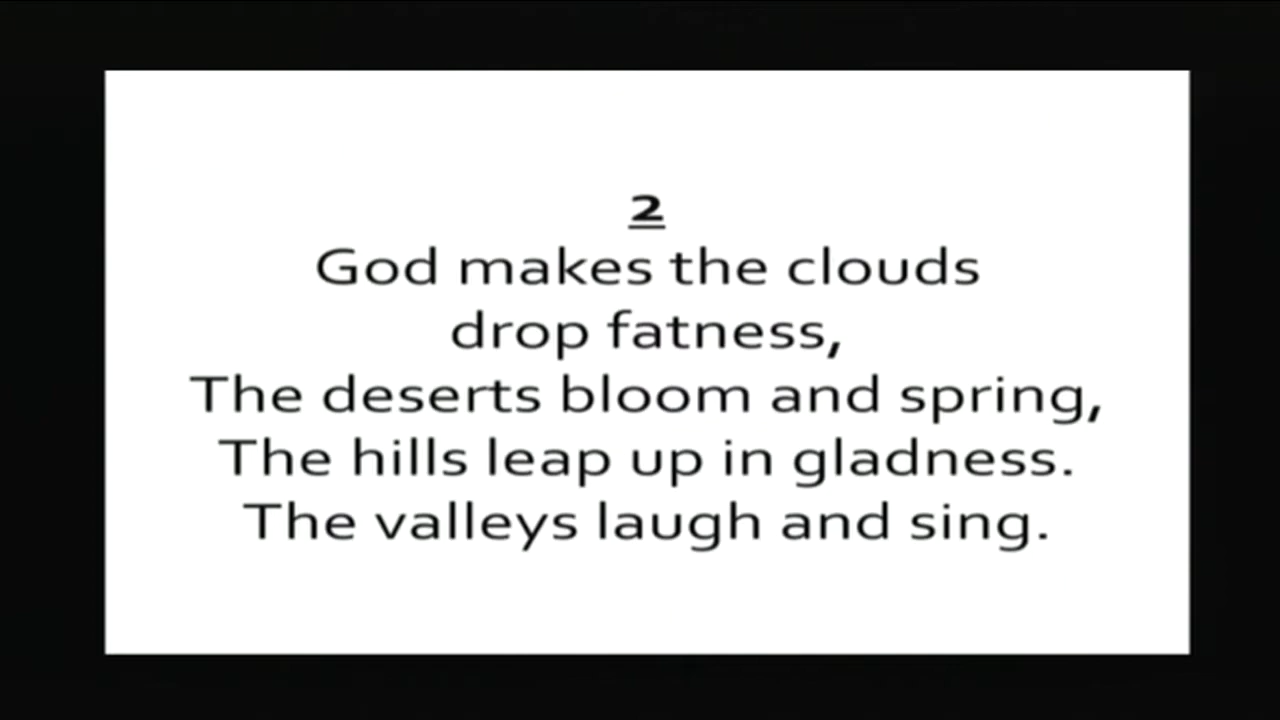 2
God makes the clouds
drop fatness,
The deserts bloom and spring,
The hills leap up in gladness.
The valleys laugh and sing.